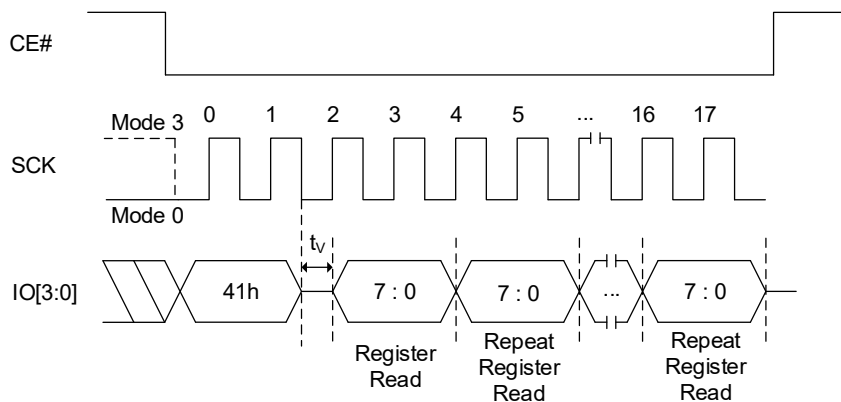 CE#
Mode 3
0 1 2 3 4 5 ... 16 17
SCK
Mode 0
tV
IO[3:0]
41h
7 : 0
7 : 0
...
7 : 0
Register
Read
Repeat
Register
Read
Repeat
Register
Read